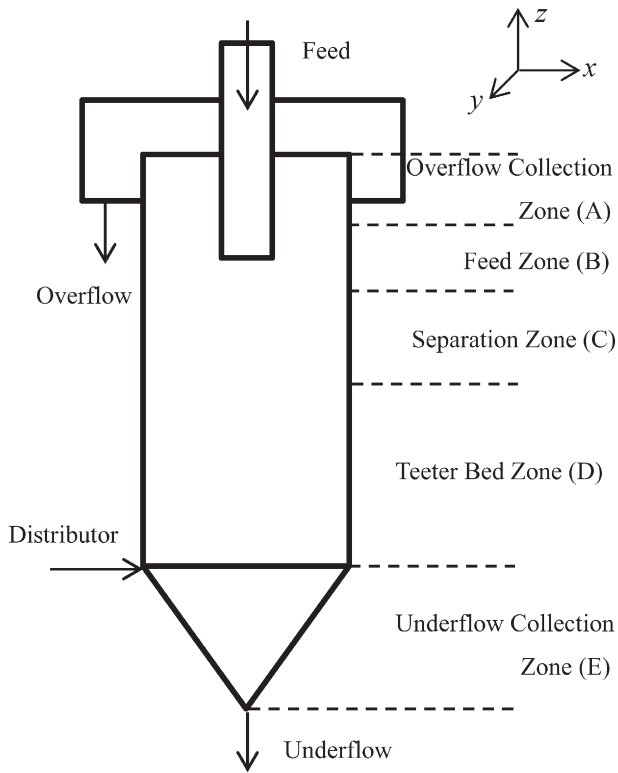 z
Feed
x
y
Overflow Collection
Zone (A)
Feed Zone (B)
Overflow
Separation Zone (C)
Teeter Bed Zone (D)
Distributor
Underflow Collection
Zone (E)
Underflow